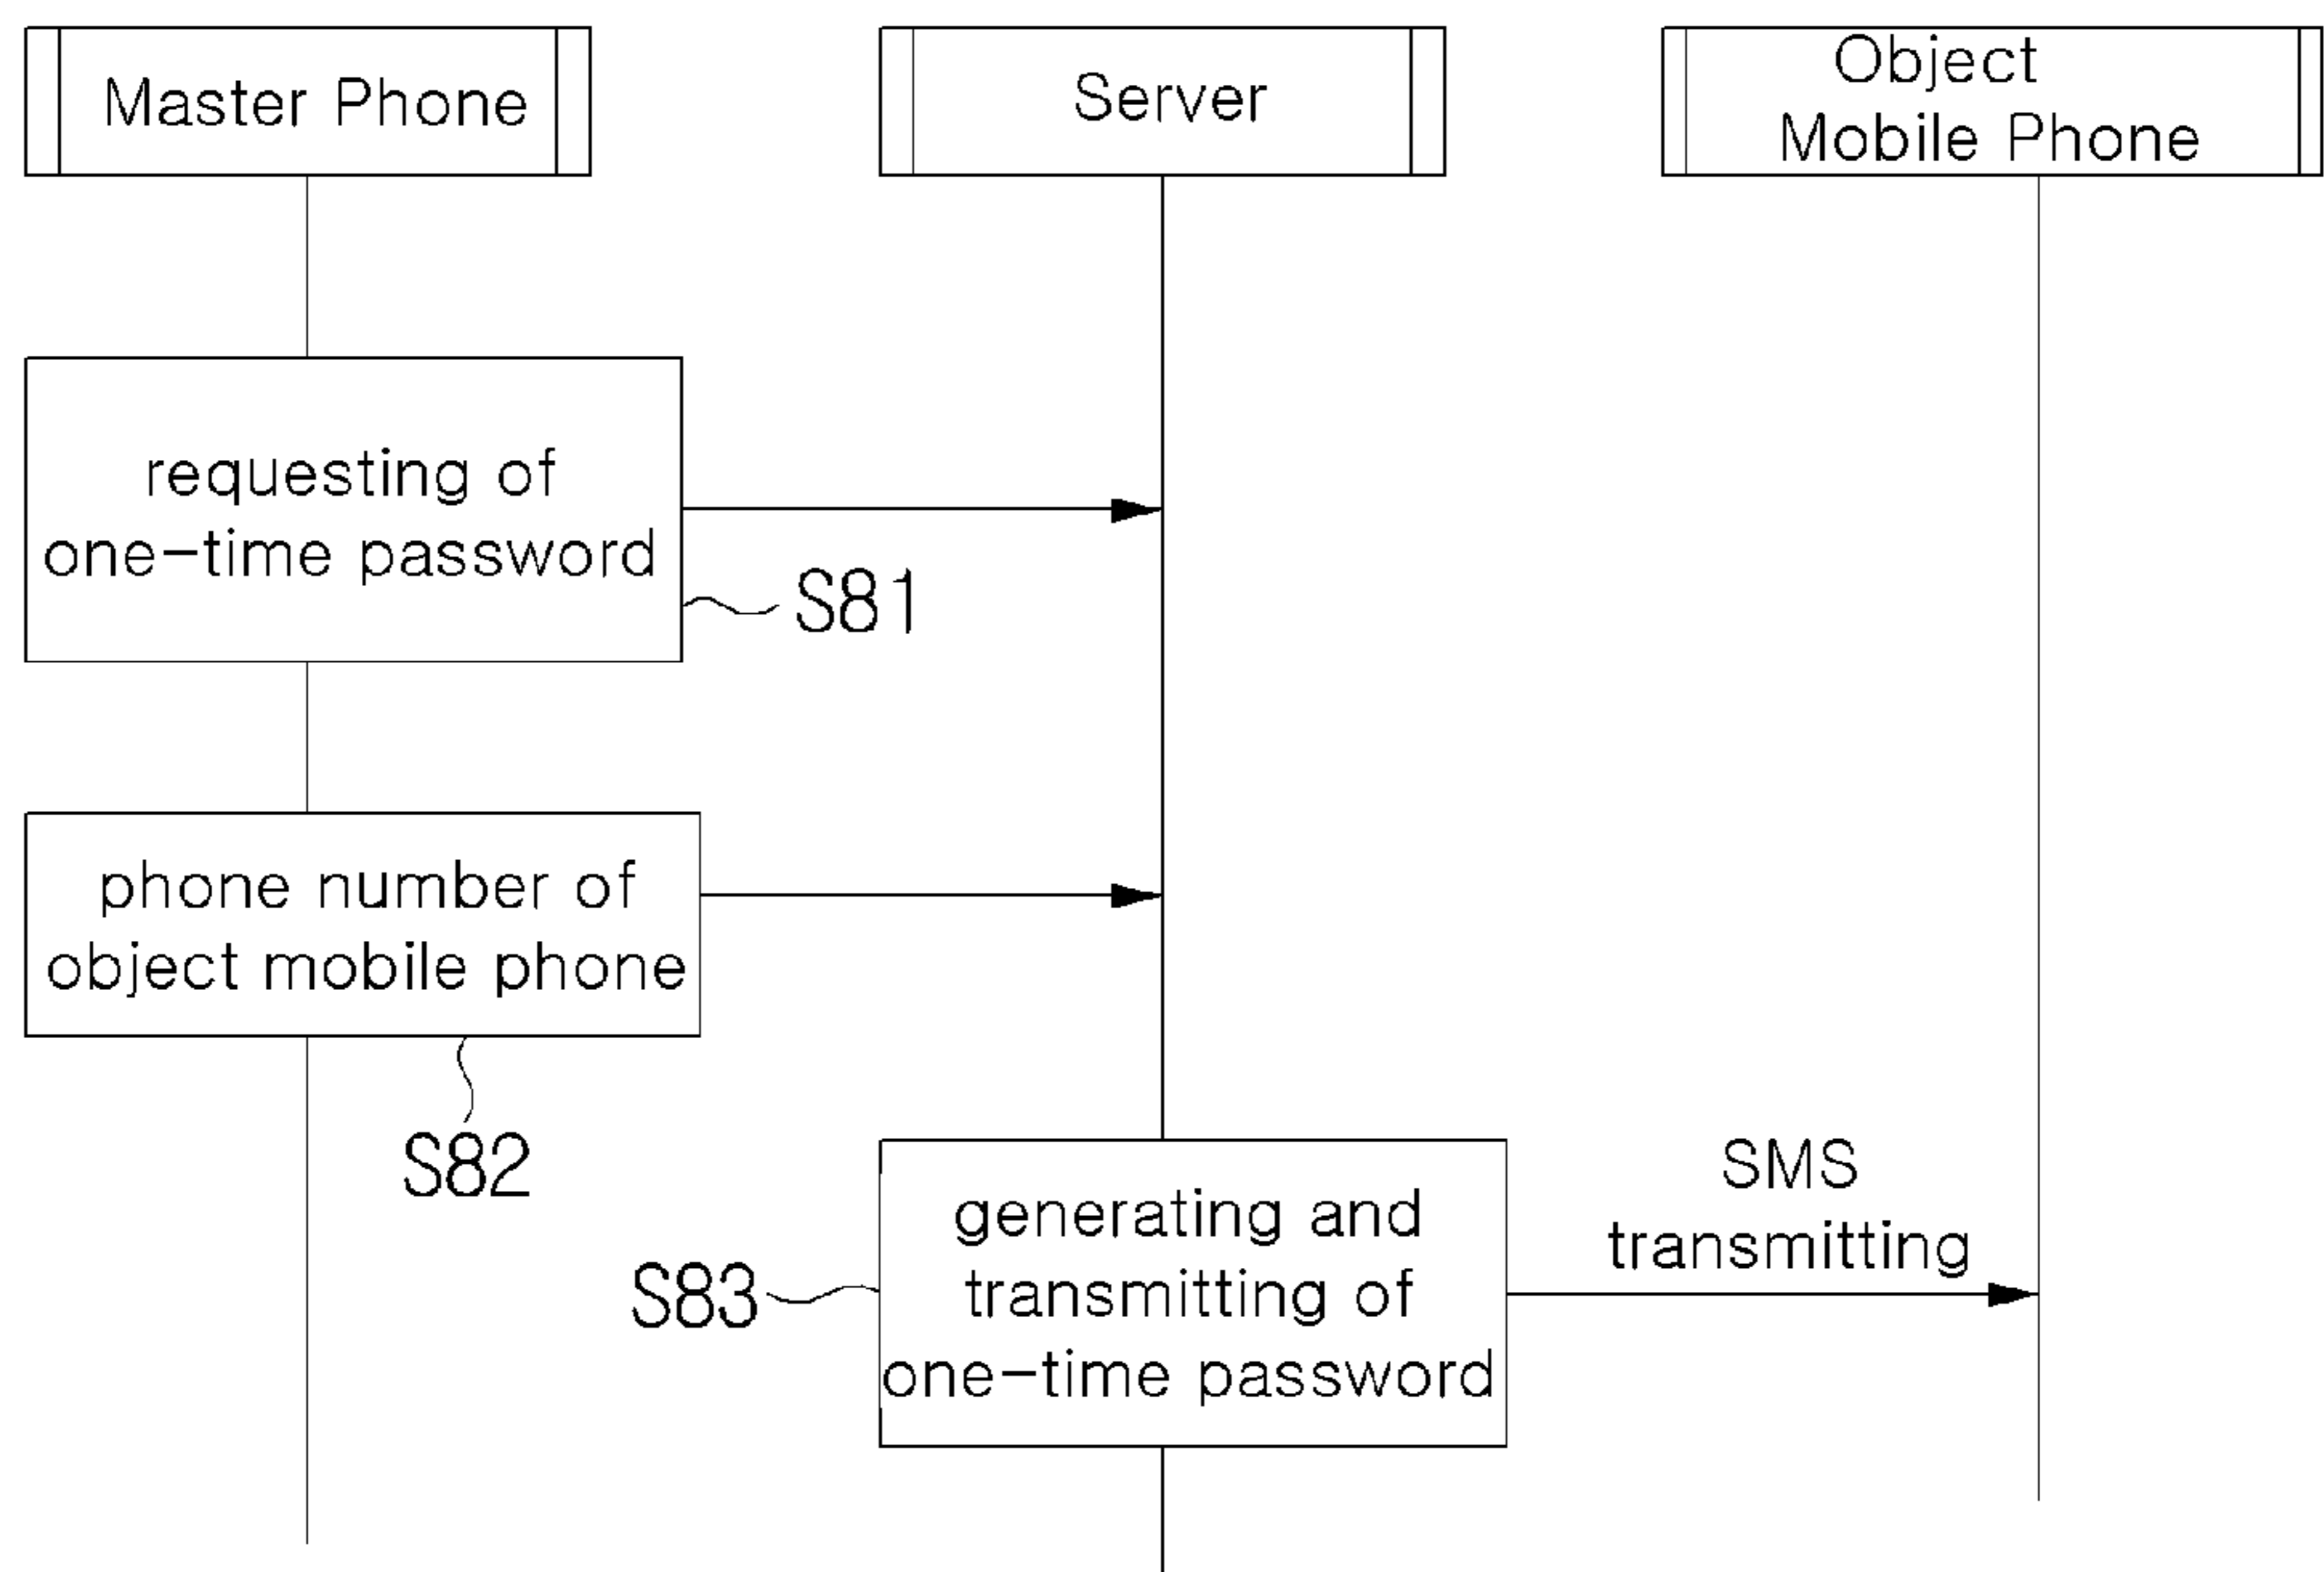 Master Phone
Server
Object
Mobile Phone
requesting of
one-time password
S81
phone number of
object mobile phone
S82
generating and
transmitting of
one-time password
S83
SMS
transmitting